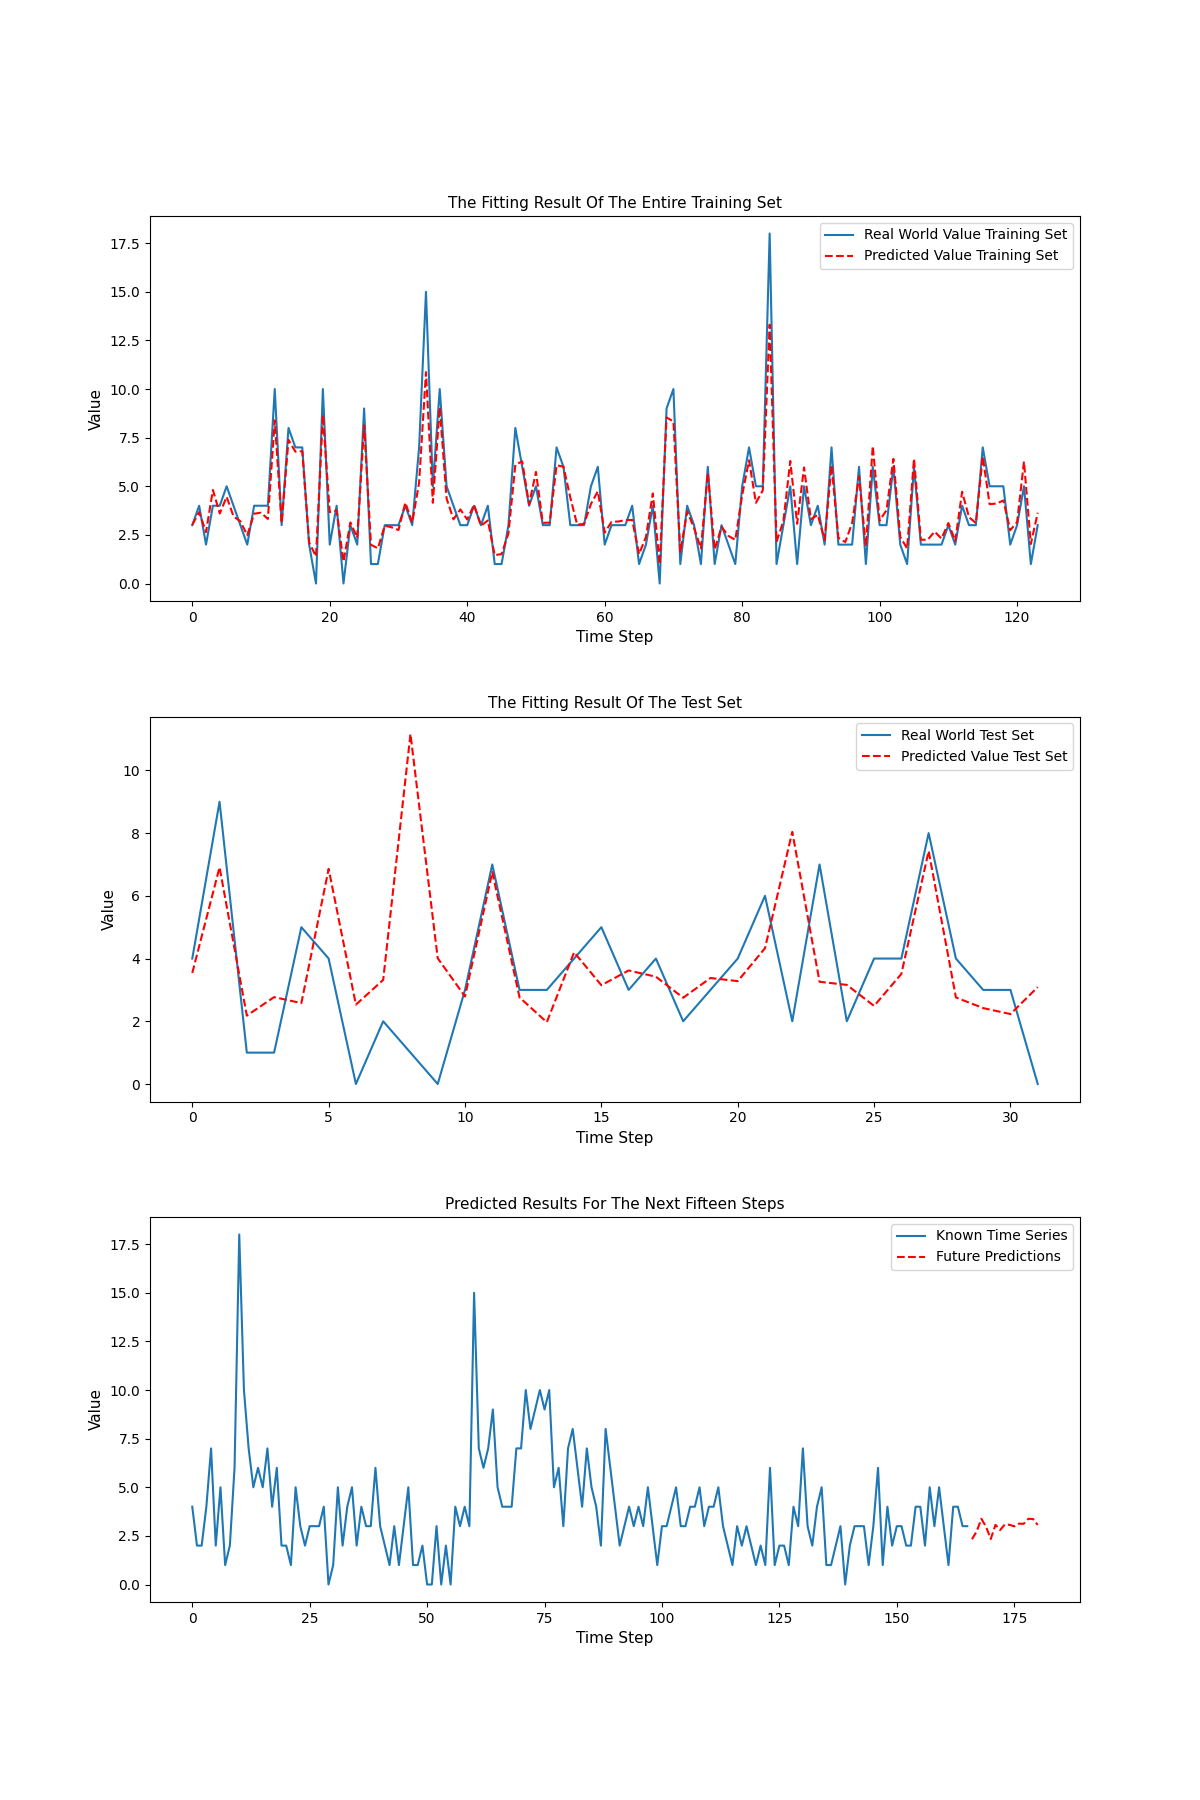 The Fitting Result Of The Entire Training Set
Real World Value Training Set
Predicted Value Training Set
17.5
15.0
12.5
10.0
7.5
5.0
2.5
0.0
Value
0 20 40 60 80 100 120
Time Step
The Fitting Result Of The Test Set
Real World Test Set
Predicted Value Test Set
10
8
6
4
2
0
Value
0 5 10 15 20 25 30
Time Step
Predicted Results For The Next Fifteen Steps
Known Time Series
Future Predictions
17.5
15.0
12.5
10.0
7.5
5.0
2.5
0.0
Value
0 25 50 75 100 125 150 175
Time Step